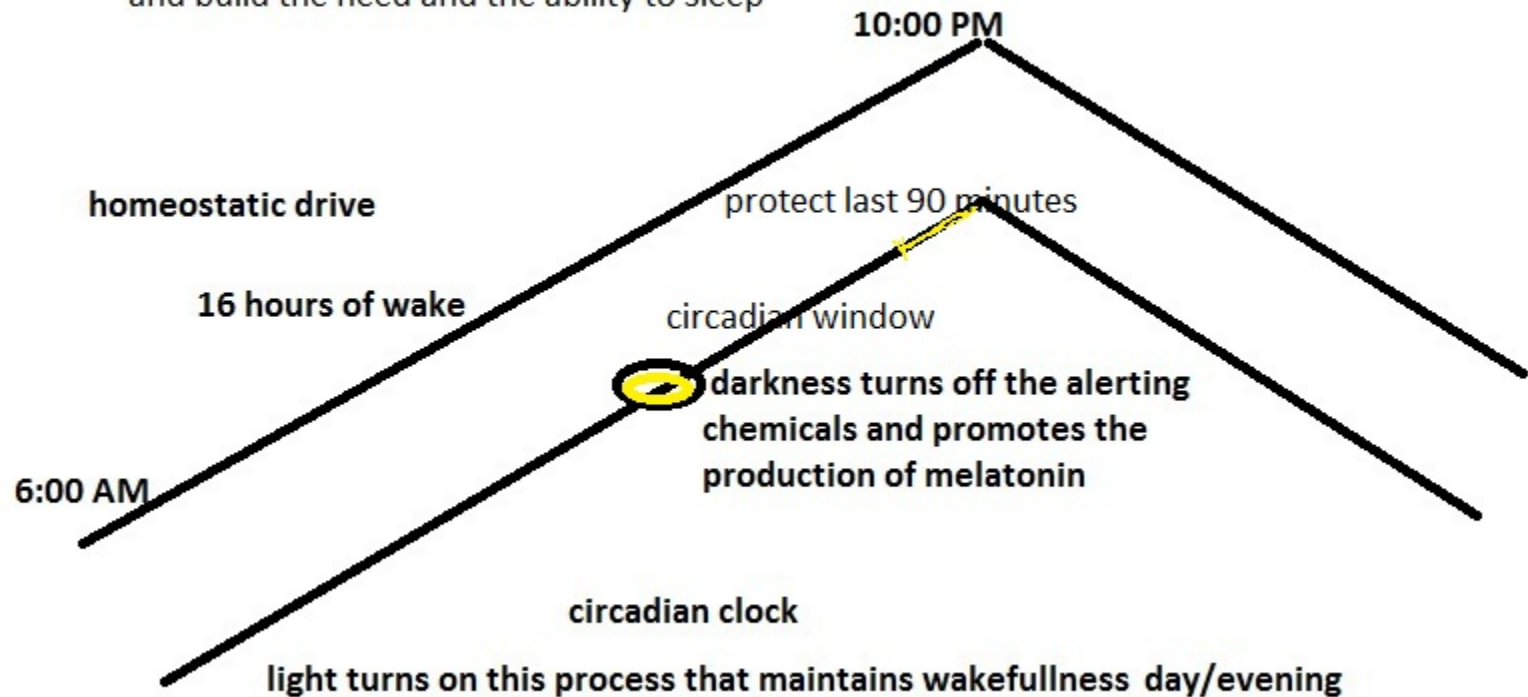 and build the need and the ability to sleep
10:00 PM
homeostatic drive
protect last 90 minutes
16 hours of wake
circadian window
darkness turns off the alerting
chemicals and promotes the
production of melatonin
6:00 AM
circadian clock
light turns on this process that maintains wakefullness day/evening